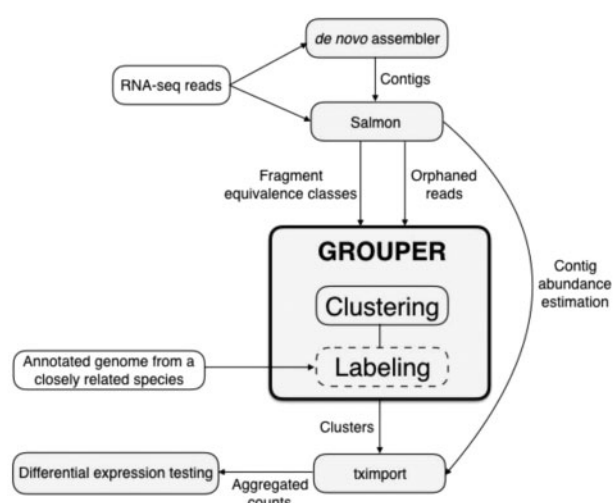 de novo assembler
RNA-seq reads
Contigs
Salmon
Fragment
equivalence classes
Orphaned
reads
GROUPER
Clustering
Contig
abundance
estimation
Labeling
Annotated genome from a
closely related species
Clusters
Differential expression testing
tximport
Aggregated
counts